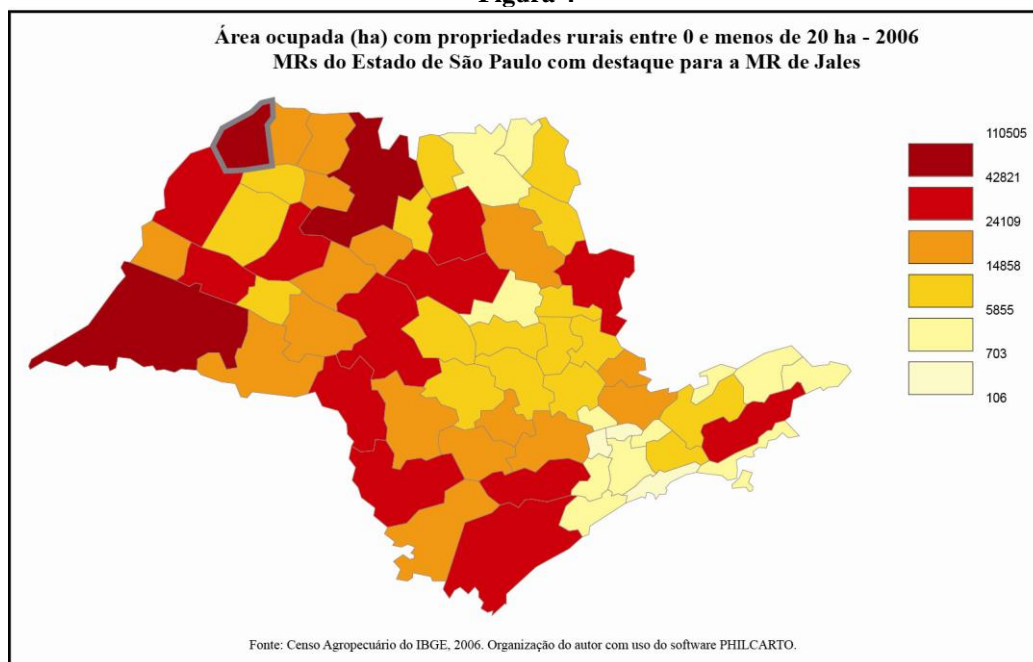 Área ocupada (ha) com propriedades rurais entre 0 e menos de 20 ha - 2006
MRs do Estado de São Paulo com destaque para a MR de Jales
110505
42821
24109
14858
5855
703
106
Fonte: Censo Agropecuário do IBGE, 2006. Organização do autor com uso do software PHILCARTO.